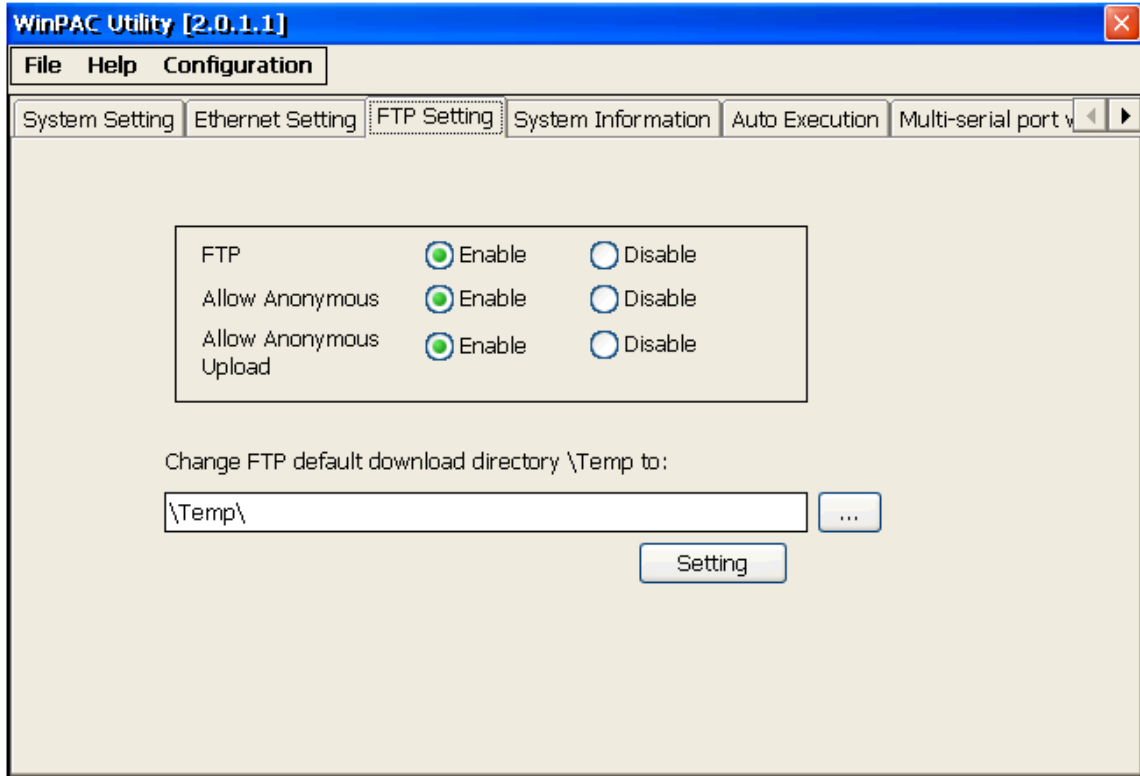 WinPAC Utility [2.0.1.1]
File Help Configuration
System Setting Ethernet Setting FTP Setting System Information Auto Execution Multi-serial port
FTP Enable Disable
Allow Anonymous Enable Disable
Allow Anonymous
Upload Enable Disable
Change FTP default download directory \Temp to:
\Temp\
...
Setting